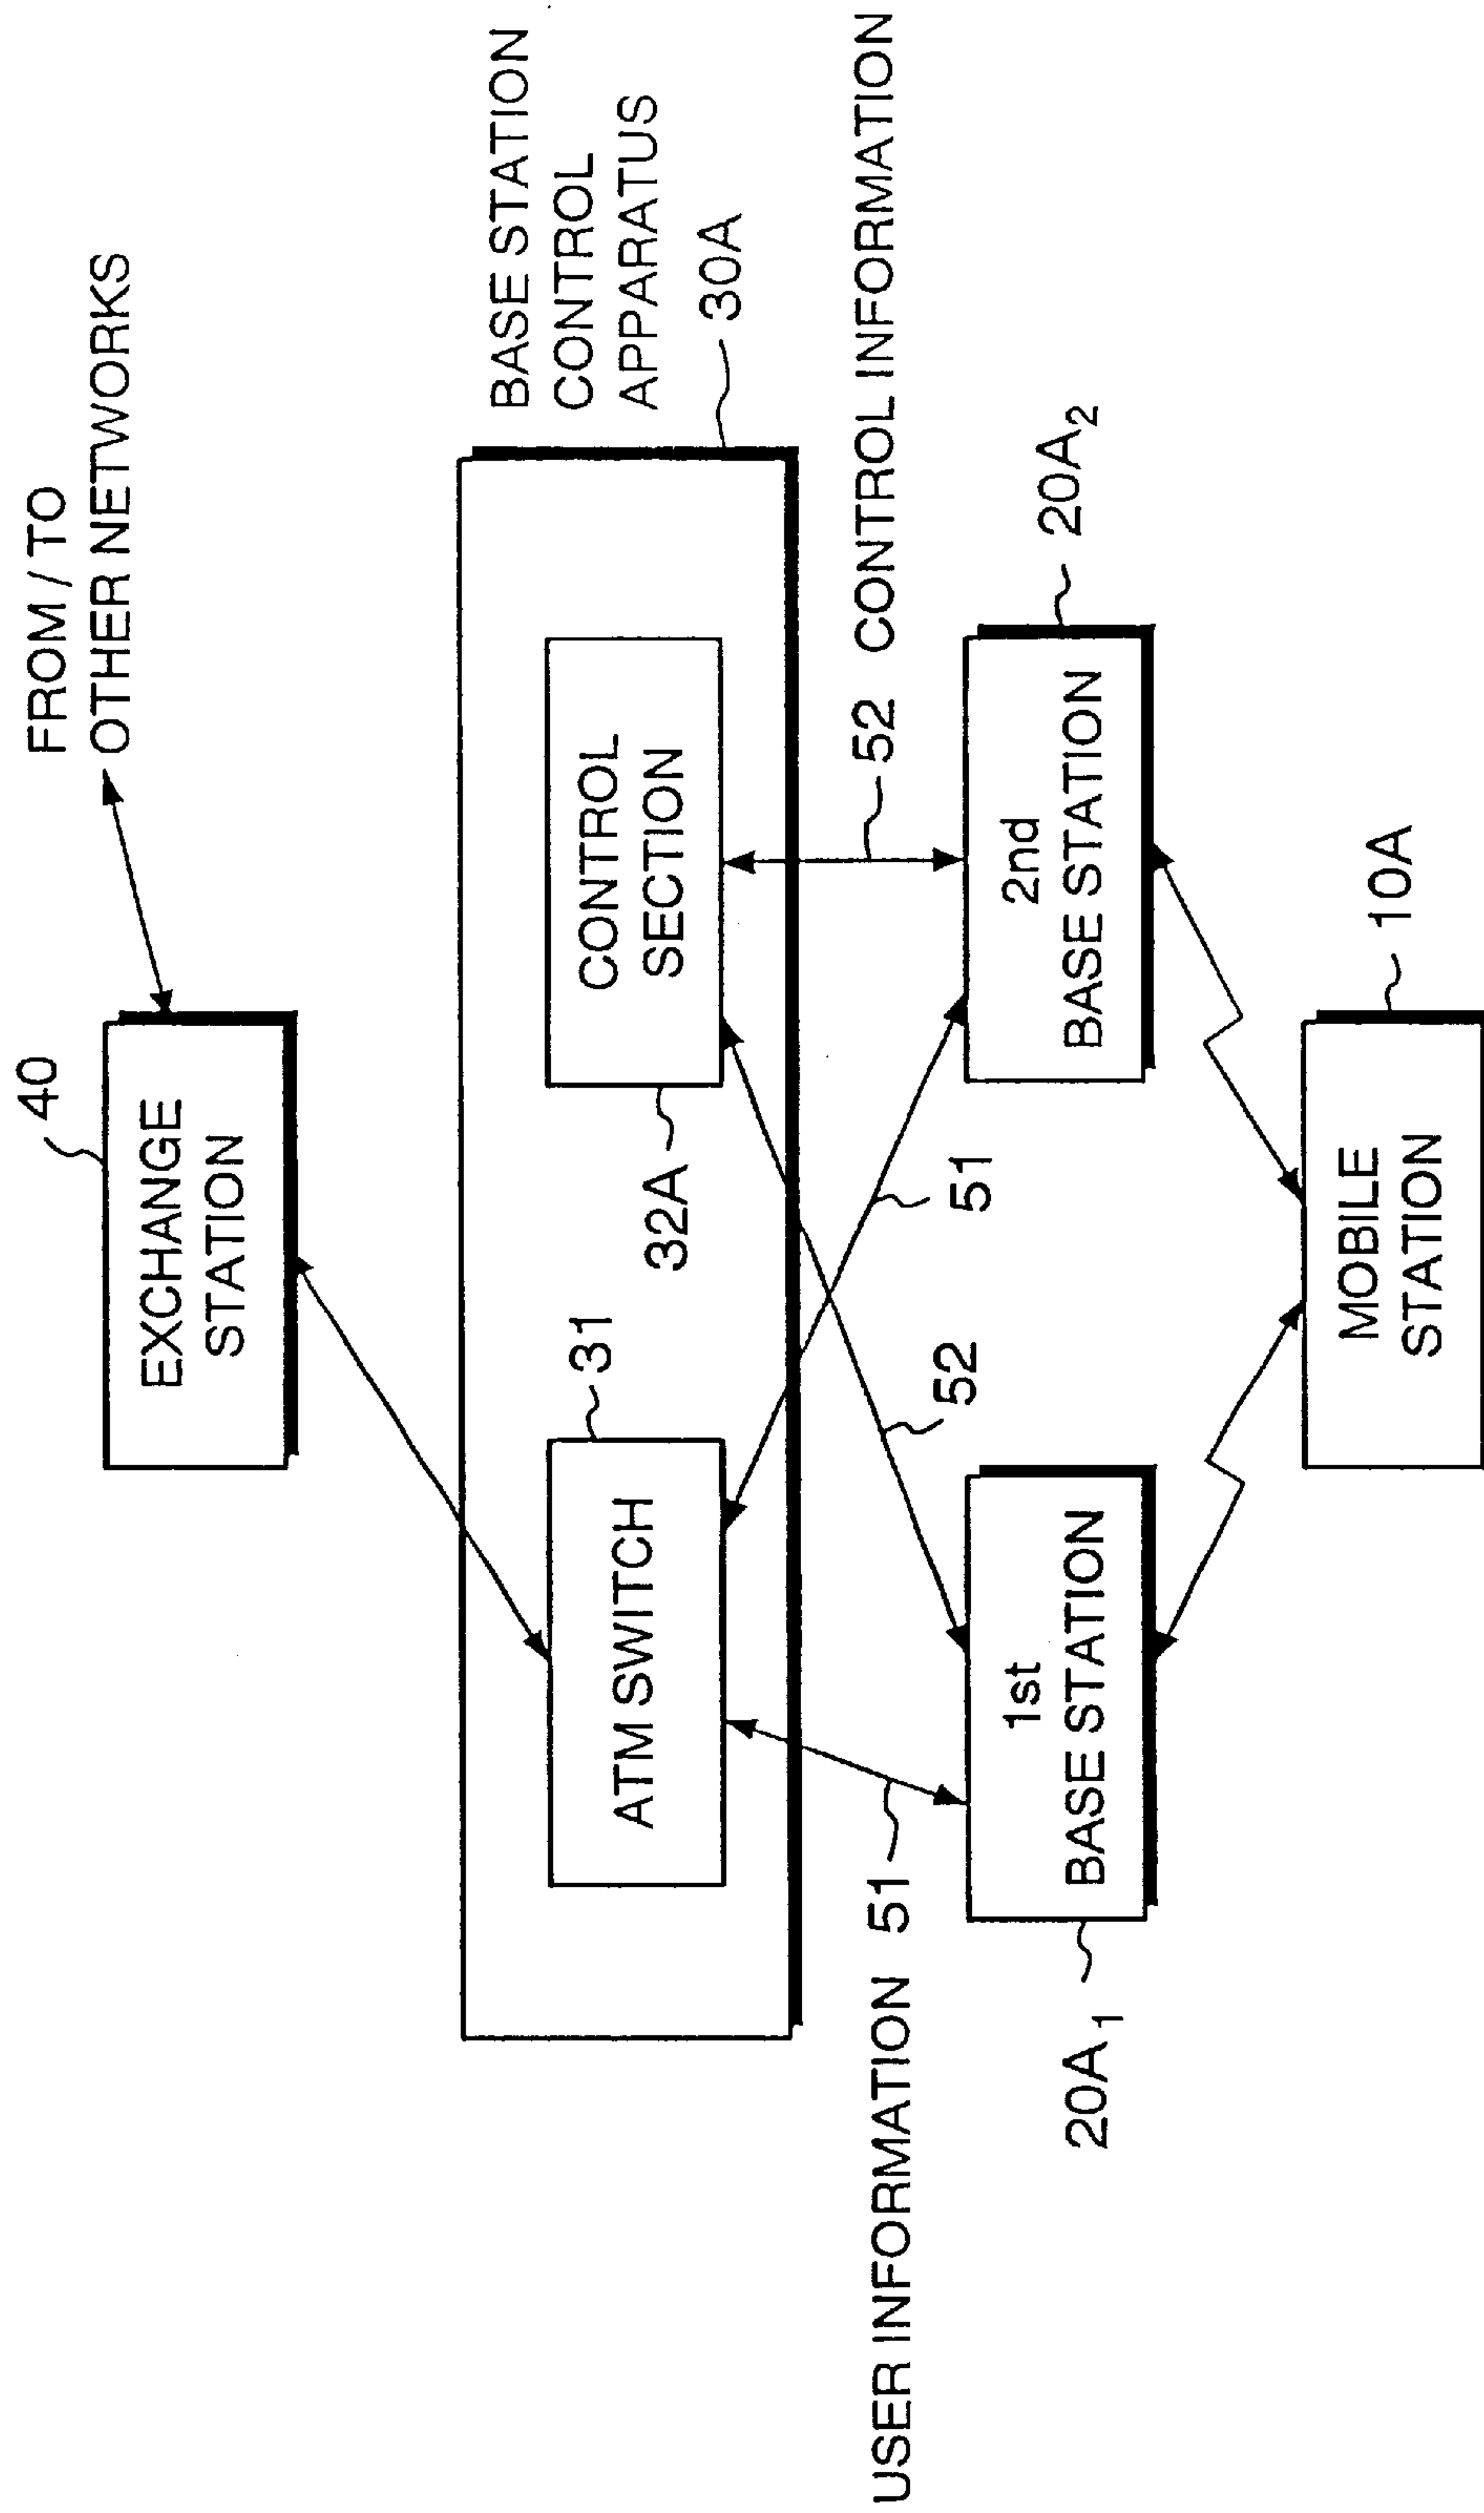 FROM / TO
OTHER NETWORKS
40
EXCHANGE
STATION
BASE STATION
CONTROL
APPARATUS
30A
31
ATM SWITCH
32A
CONTROL
SECTION
USER INFORMATION 51
52
51
52 CONTROL INFORMATION
20A1
1st
BASE STATION
2nd
BASE STATION
20A2
10A
MOBILE
STATION